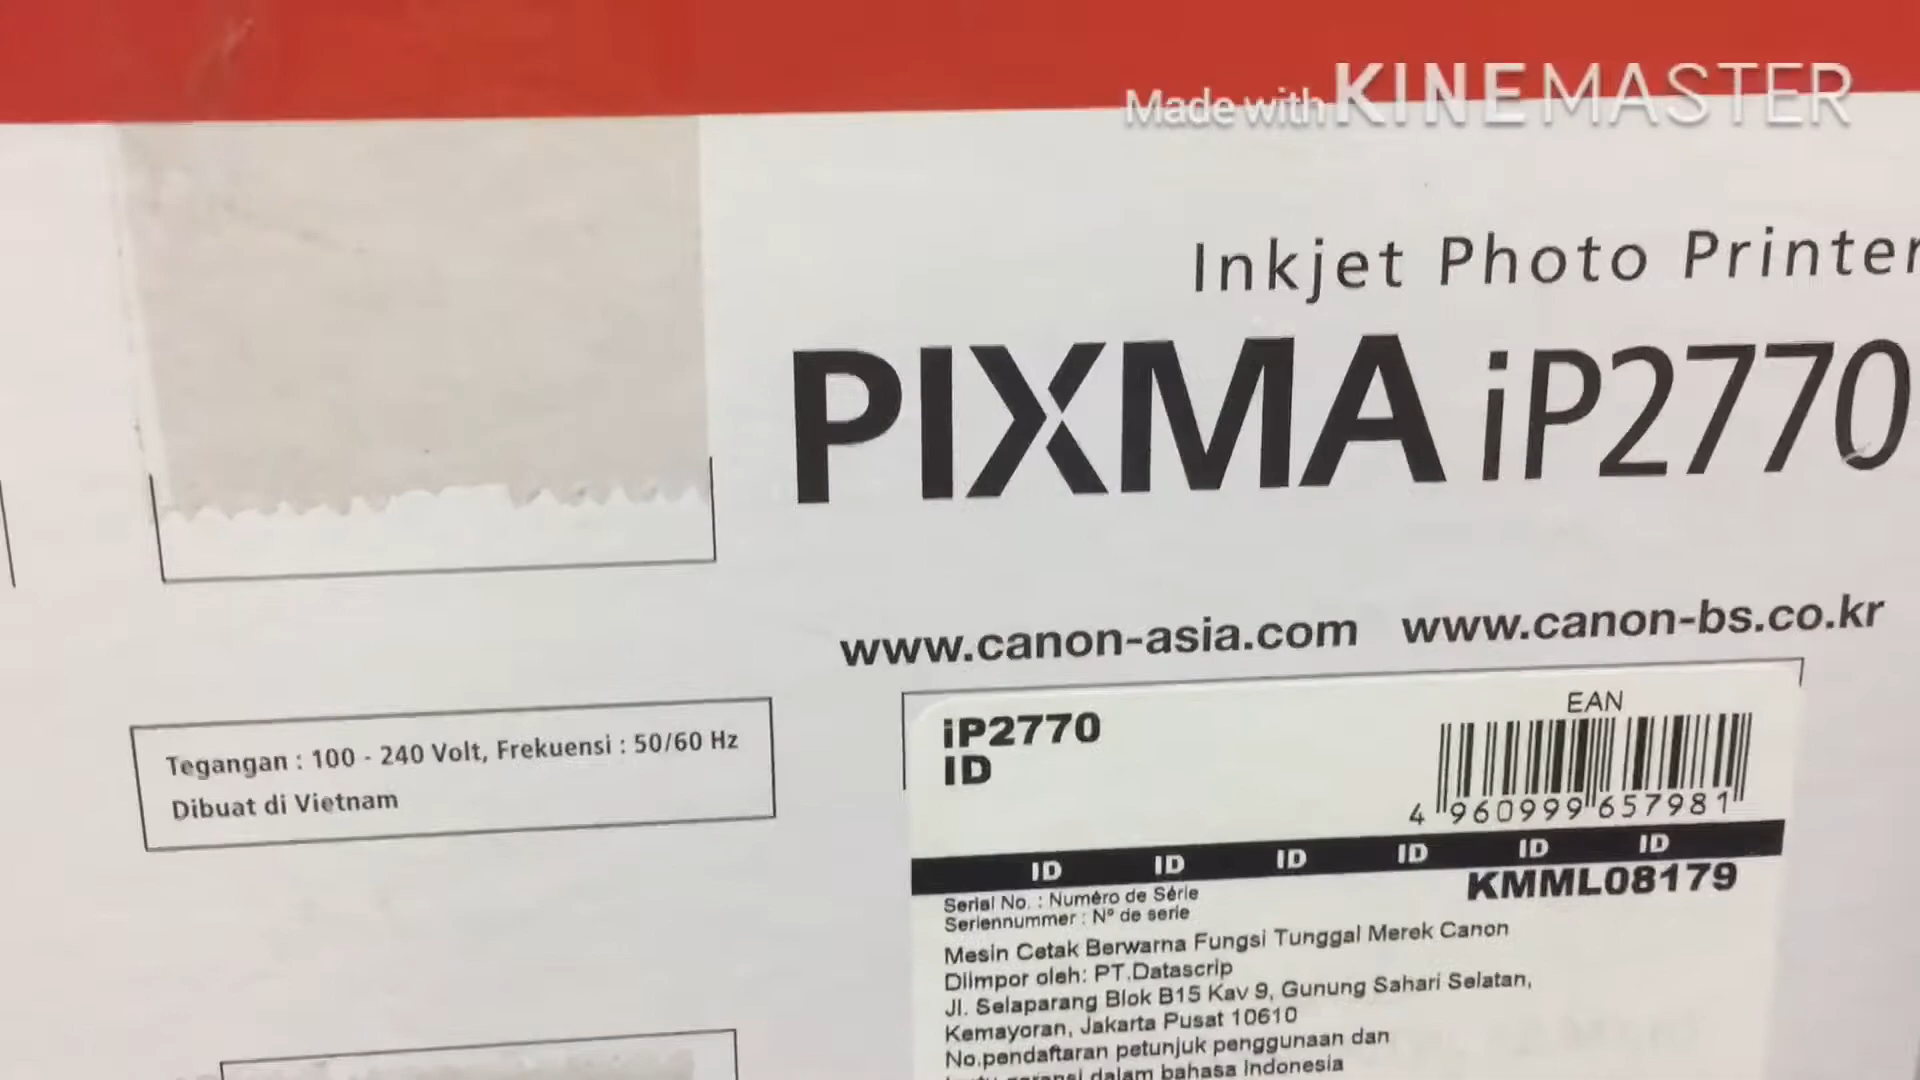 Made with KINEMASTER
Inkjet Photo Printer
PIXMA iP2770
www.canon-asia.com www.canon-bs.co.kr
Tegangan : 100 - 240 Volt, Frekuensi : 50/60 Hz
Dibuat di Vietnam
iP2770
ID
EAN
4 960999 657981
ID ID ID ID ID ID
KMML08179
Serial No. : Numéro de Série
Seriennummer : Nº de serie
Mesin Cetak Berwarna Fungsi Tunggal Merek Canon
Diimpor oleh: PT.Datascrip
Jl. Selaparang Blok B15 Kav 9, Gunung Sahari Selatan,
Kemayoran, Jakarta Pusat 10610
No.pendaftaran petunjuk penggunaan dan
dalam bahasa Indonesia